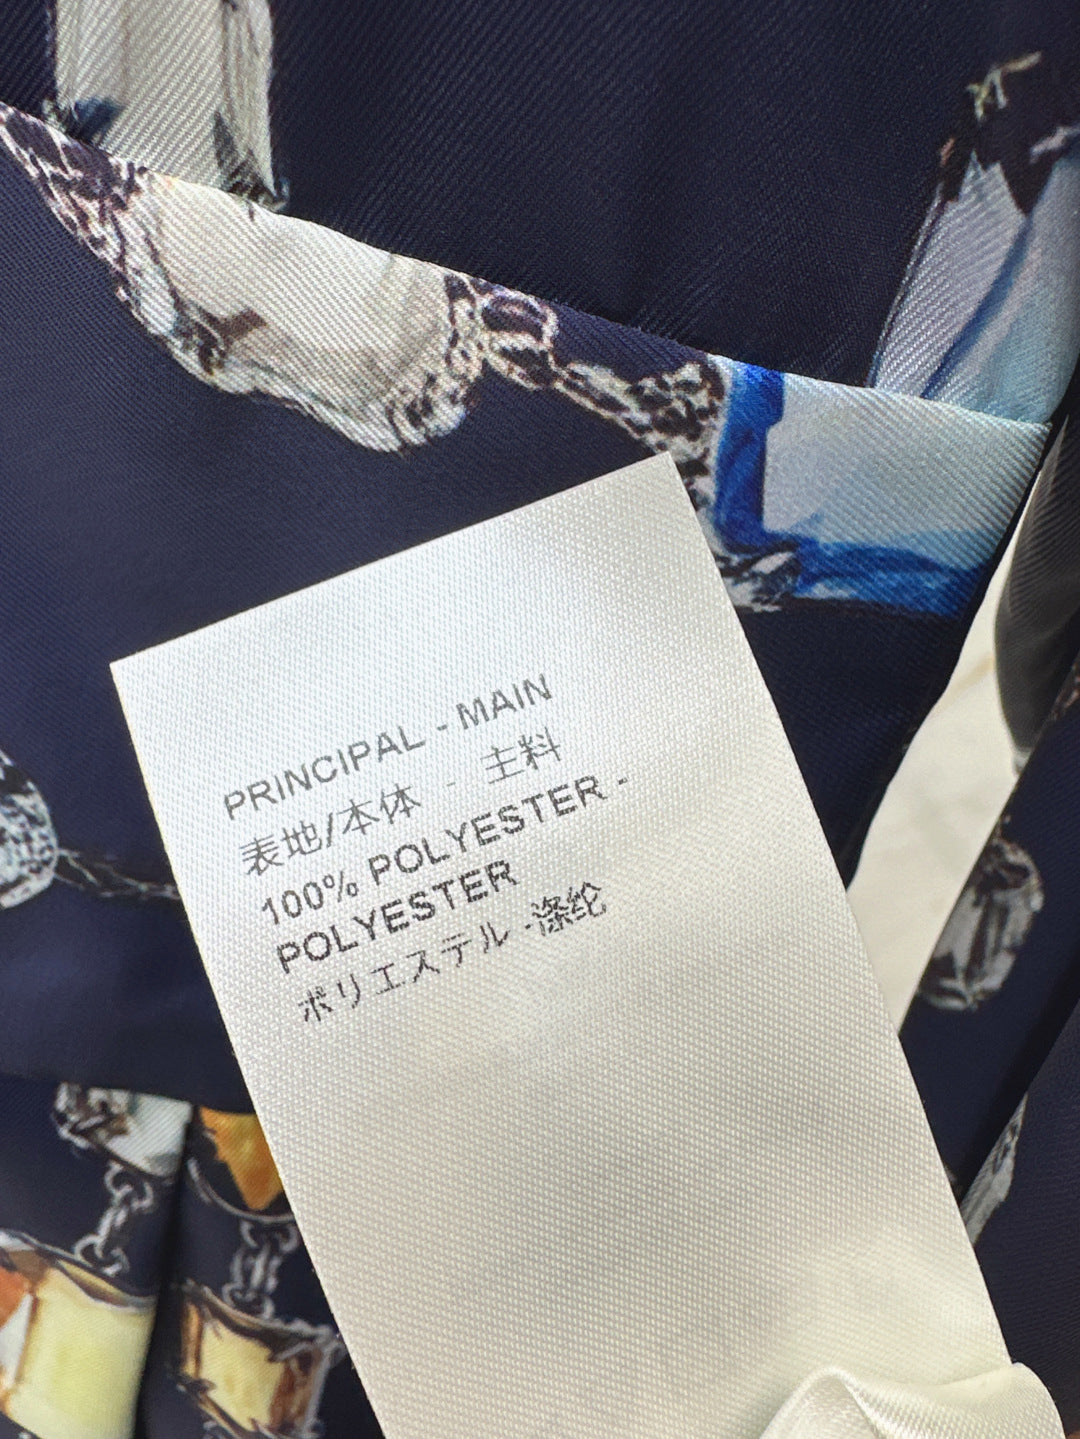 PRINCIPAL - MAIN
表地/本体 - 主料
100% POLYESTER -
POLYESTER
ポリエステル -涤纶